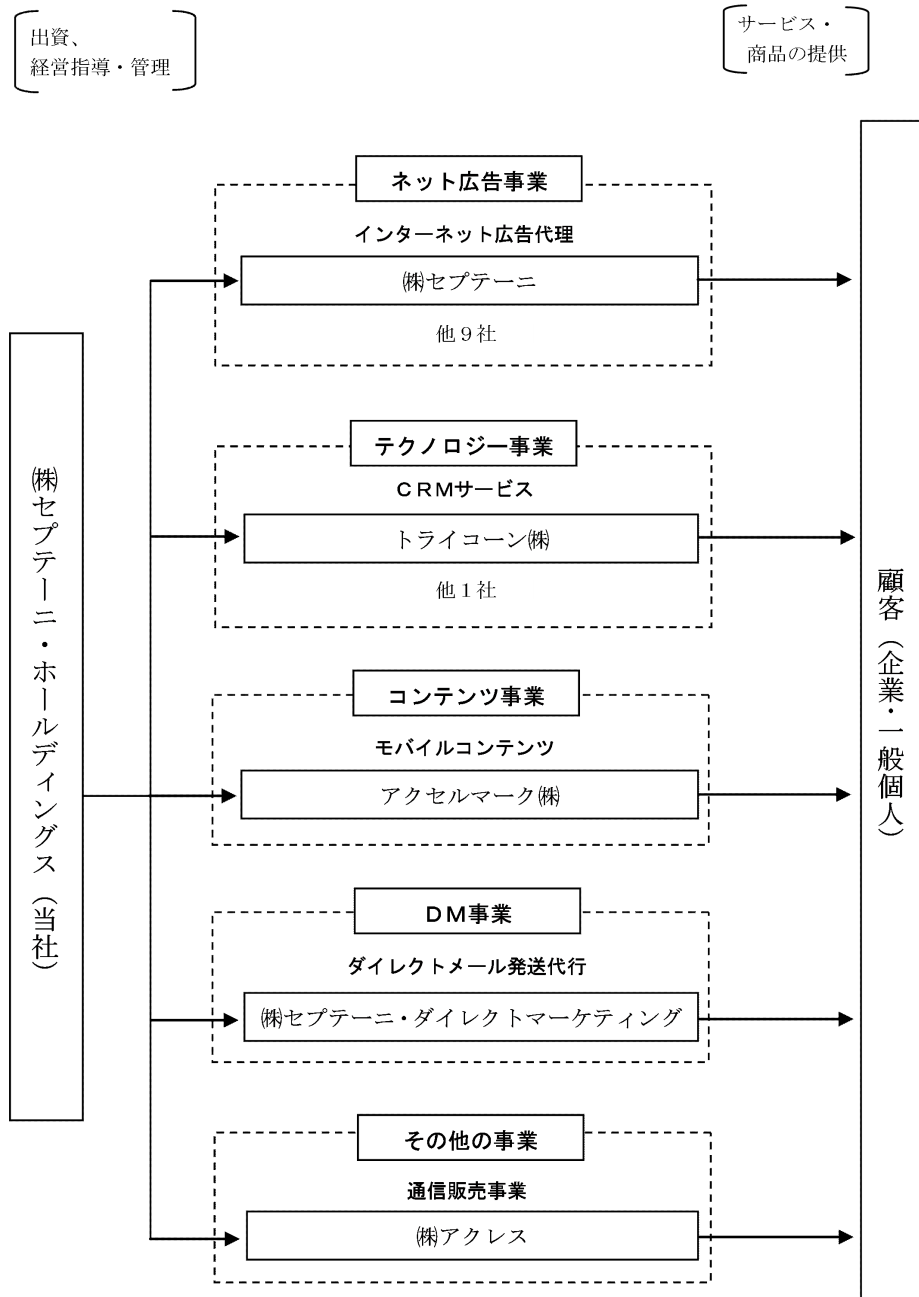 出資、
経営指導・管理
サービス・
商品の提供
ネット広告事業
インターネット広告代理
㈱セプテーニ
他９社
テクノロジー事業
ＣＲＭサービス
トライコーン㈱
他１社
コンテンツ事業
モバイルコンテンツ
アクセルマーク㈱
ＤＭ事業
ダイレクトメール発送代行
㈱セプテーニ・ダイレクトマーケティング
その他の事業
通信販売事業
㈱アクレス
㈱セプテーニ・ホールディングス（当社）
顧客（企業・一般個人）